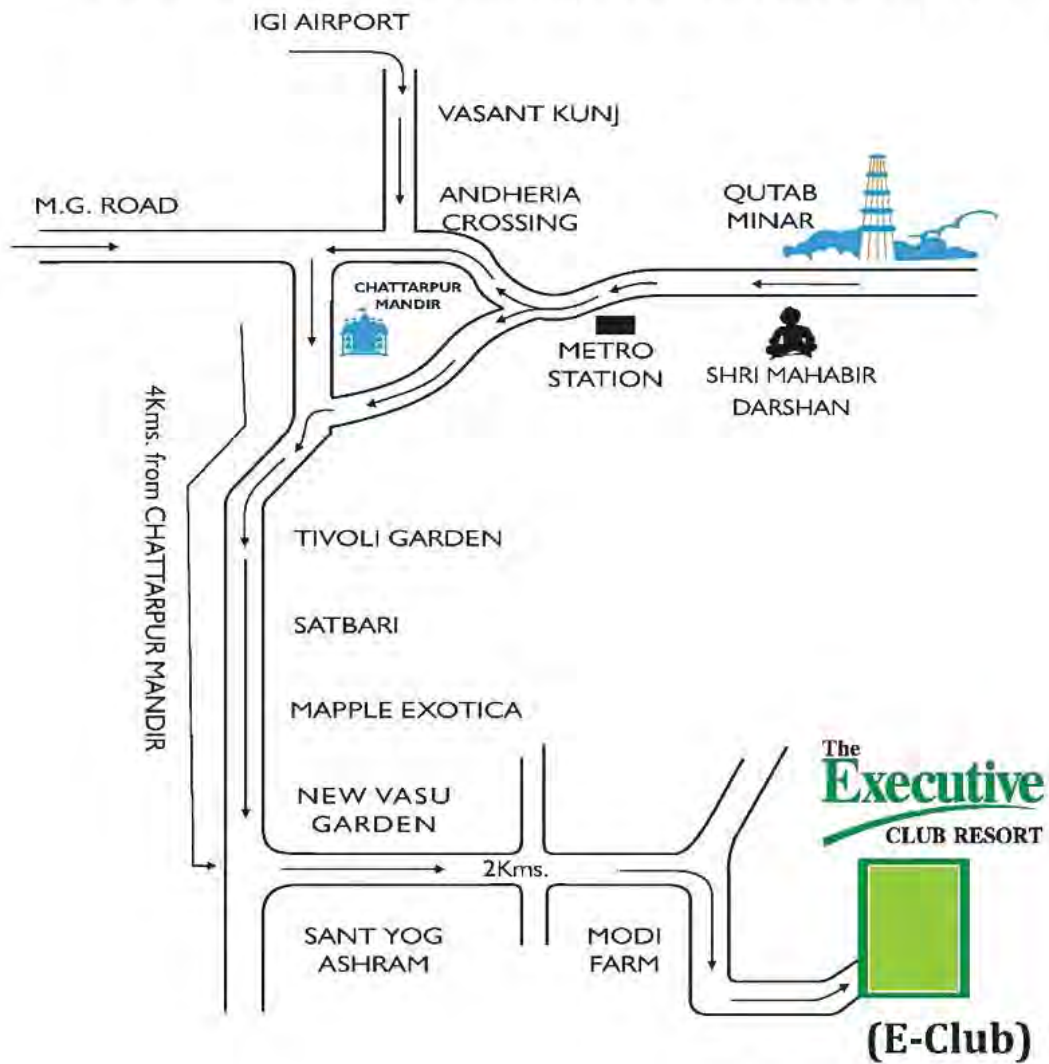 IGI AIRPORT
VASANT KUNJ
M.G. ROAD
ANDHERIA
CROSSING
QUTAB
MINAR
CHATTARPUR
MANDIR
METRO
STATION
SHRI MAHABIR
DARSHAN
4Kms. from CHATTARPUR MANDIR
TIVOLI GARDEN
SATBARI
MAPPLE EXOTICA
NEW VASU
GARDEN
The
Executive
CLUB RESORT
2Kms.
SANT YOG
ASHRAM
MODI
FARM
(E-Club)